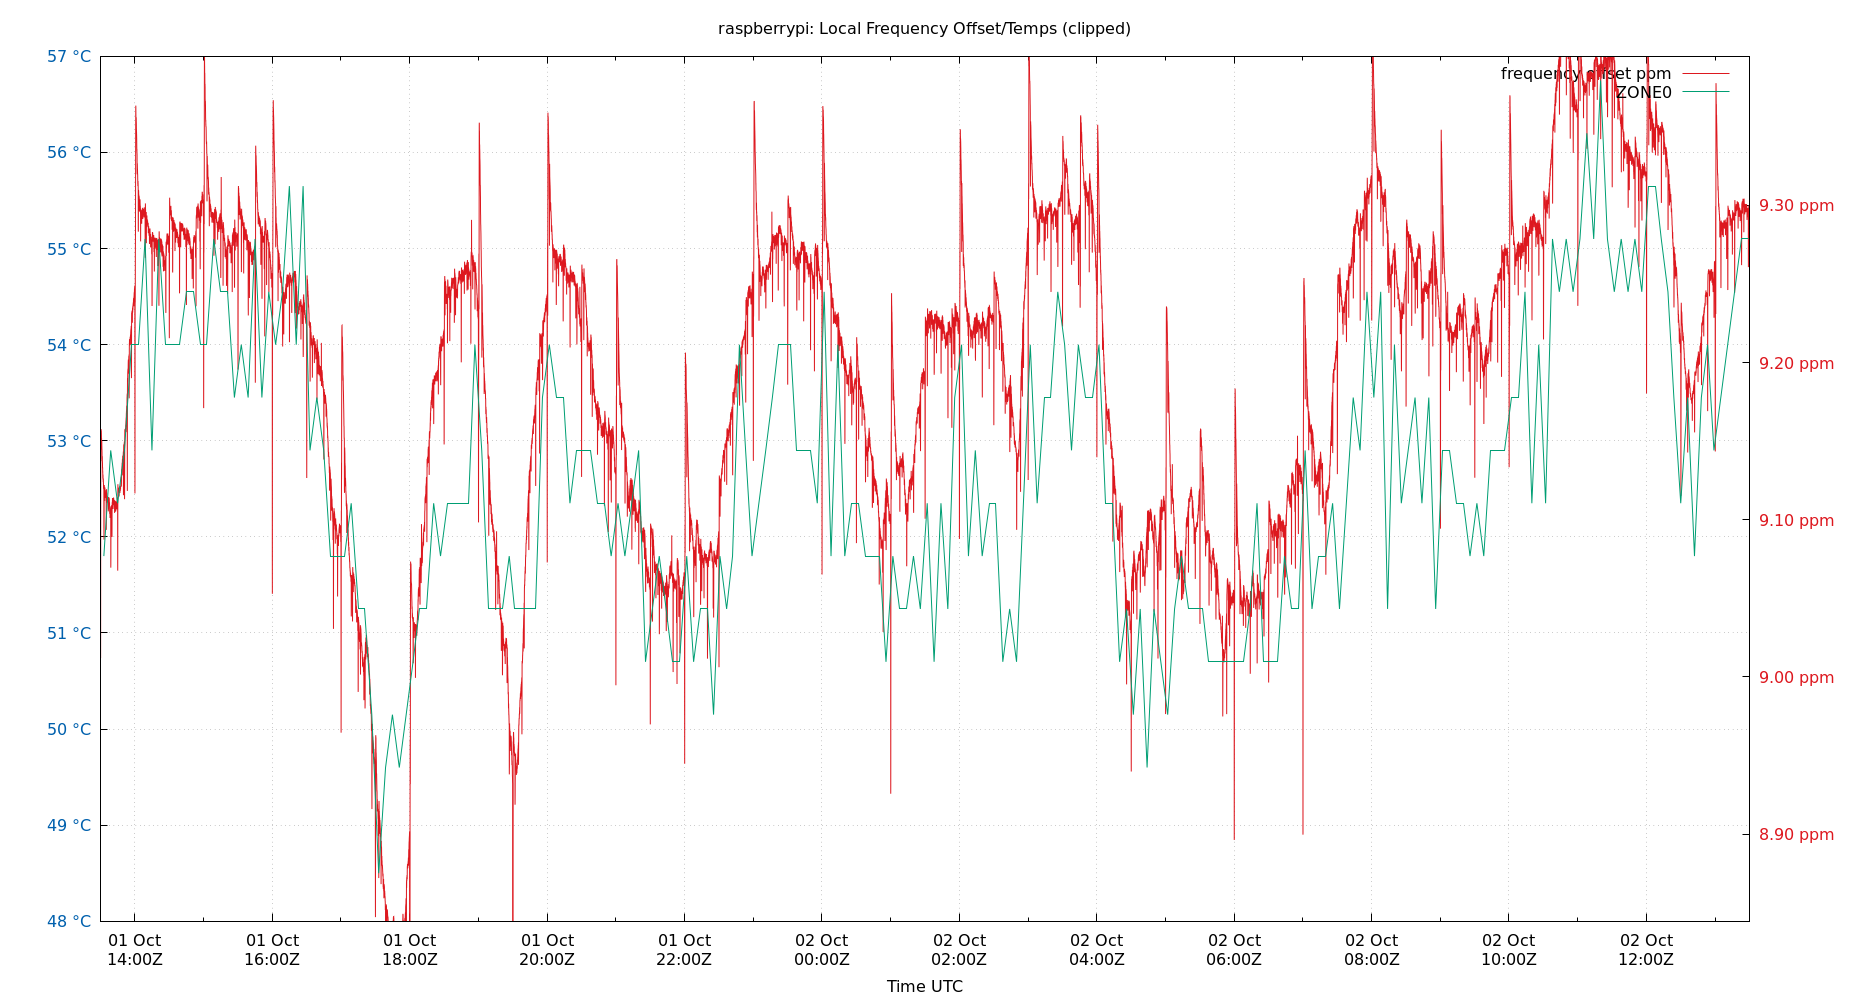 raspberrypi: Local Frequency Offset/Temps (clipped)
57 °C
56 °C
55 °C
54 °C
53 °C
52 °C
51 °C
50 °C
49 °C
48 °C
frequency offset ppm
ZONE0
9.30 ppm
9.20 ppm
9.10 ppm
9.00 ppm
8.90 ppm
01 Oct
14:00Z
01 Oct
16:00Z
01 Oct
18:00Z
01 Oct
20:00Z
01 Oct
22:00Z
02 Oct
00:00Z
02 Oct
02:00Z
02 Oct
04:00Z
02 Oct
06:00Z
02 Oct
08:00Z
02 Oct
10:00Z
02 Oct
12:00Z
Time UTC